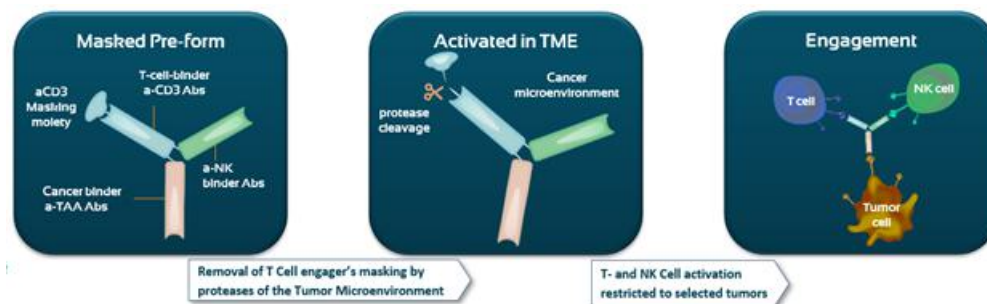 Masked Pre-form
T-cell-binder
a-CD3 Abs
aCD3
Masking
moiety
a-NK
binder Abs
Cancer binder
a-TAA Abs
Activated in TME
Cancer
microenvironment
protease
cleavage
Engagement
T cell
NK cell
Tumor
cell
Removal of T Cell engager's masking by
proteases of the Tumor Microenvironment
T- and NK Cell activation
restricted to selected tumors